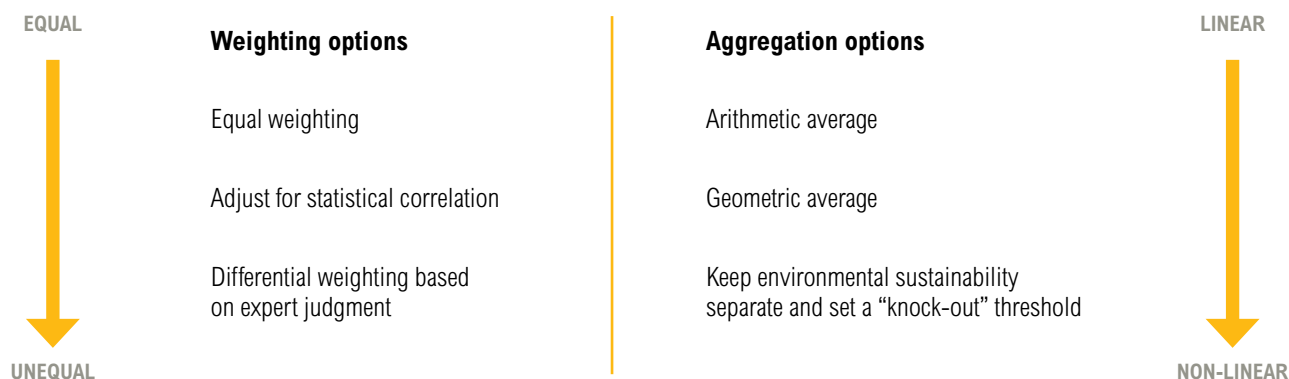 EQUAL
UNEQUAL
Weighting options
Equal weighting
Adjust for statistical correlation
Differential weighting based
on expert judgment
Aggregation options
Arithmetic average
Geometric average
Keep environmental sustainability
separate and set a “knock-out” threshold
LINEAR
NON-LINEAR